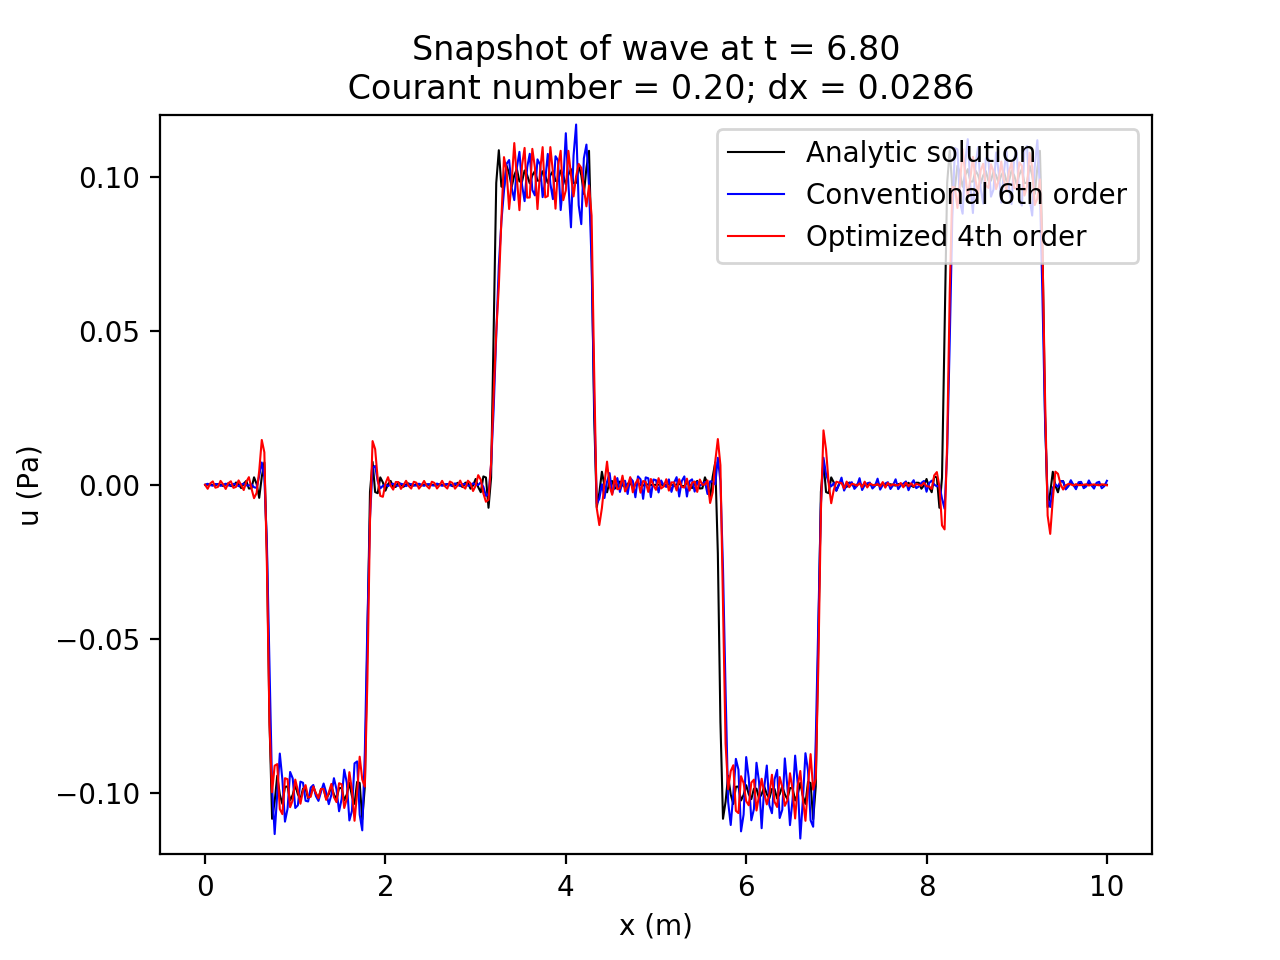 Snapshot of wave at t = 6.80
Courant number = 0.20; dx = 0.0286
Analytic solution
Conventional 6th order
Optimized 4th order
0.10
0.05
0.00
−0.05
−0.10
u (Pa)
0 2 4 6 8 10
x (m)